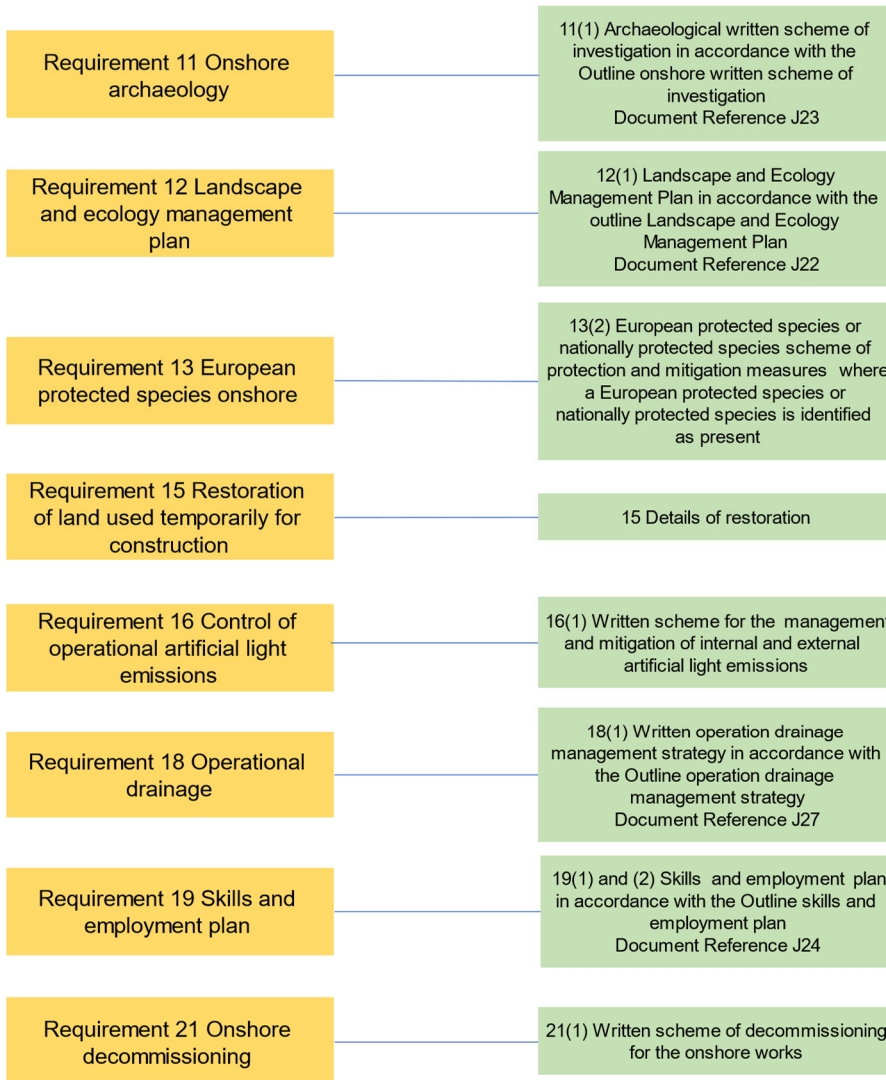 Requirement 11 Onshore
archaeology
11(1) Archaeological written scheme of
investigation in accordance with the
Outline onshore written scheme of
investigation
Document Reference J23
Requirement 12 Landscape
and ecology management
plan
12(1) Landscape and Ecology
Management Plan in accordance with the
outline Landscape and Ecology
Management Plan
Document Reference J22
Requirement 13 European
protected species onshore
13(2) European protected species or
nationally protected species scheme of
protection and mitigation measures where
a European protected species or
nationally protected species is identified
as present
Requirement 15 Restoration
of land used temporarily for
construction
15 Details of restoration
Requirement 16 Control of
operational artificial light
emissions
16(1) Written scheme for the management
and mitigation of internal and external
artificial light emissions
Requirement 18 Operational
drainage
18(1) Written operation drainage
management strategy in accordance with
the Outline operation drainage
management strategy
Document Reference J27
Requirement 19 Skills and
employment plan
19(1) and (2) Skills and employment plan
in accordance with the Outline skills and
employment plan
Document Reference J24
Requirement 21 Onshore
decommissioning
21(1) Written scheme of decommissioning
for the onshore works